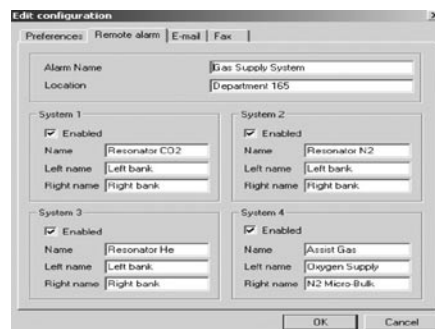 Edit configuration
Preferences Remote alarm E-mail Fax
Alarm Name Gas Supply System
Location Department 165
System 1
Enabled
Name Resonator CO2
Left name Left bank
Right name Right bank
System 2
Enabled
Name Resonator N2
Left name Left bank
Right name Right bank
System 3
Enabled
Name Resonator He
Left name Left bank
Right name Right bank
System 4
Enabled
Name Assist Gas
Left name Oxygen Supply
Right name N2 Micro-Bulk
OK Cancel